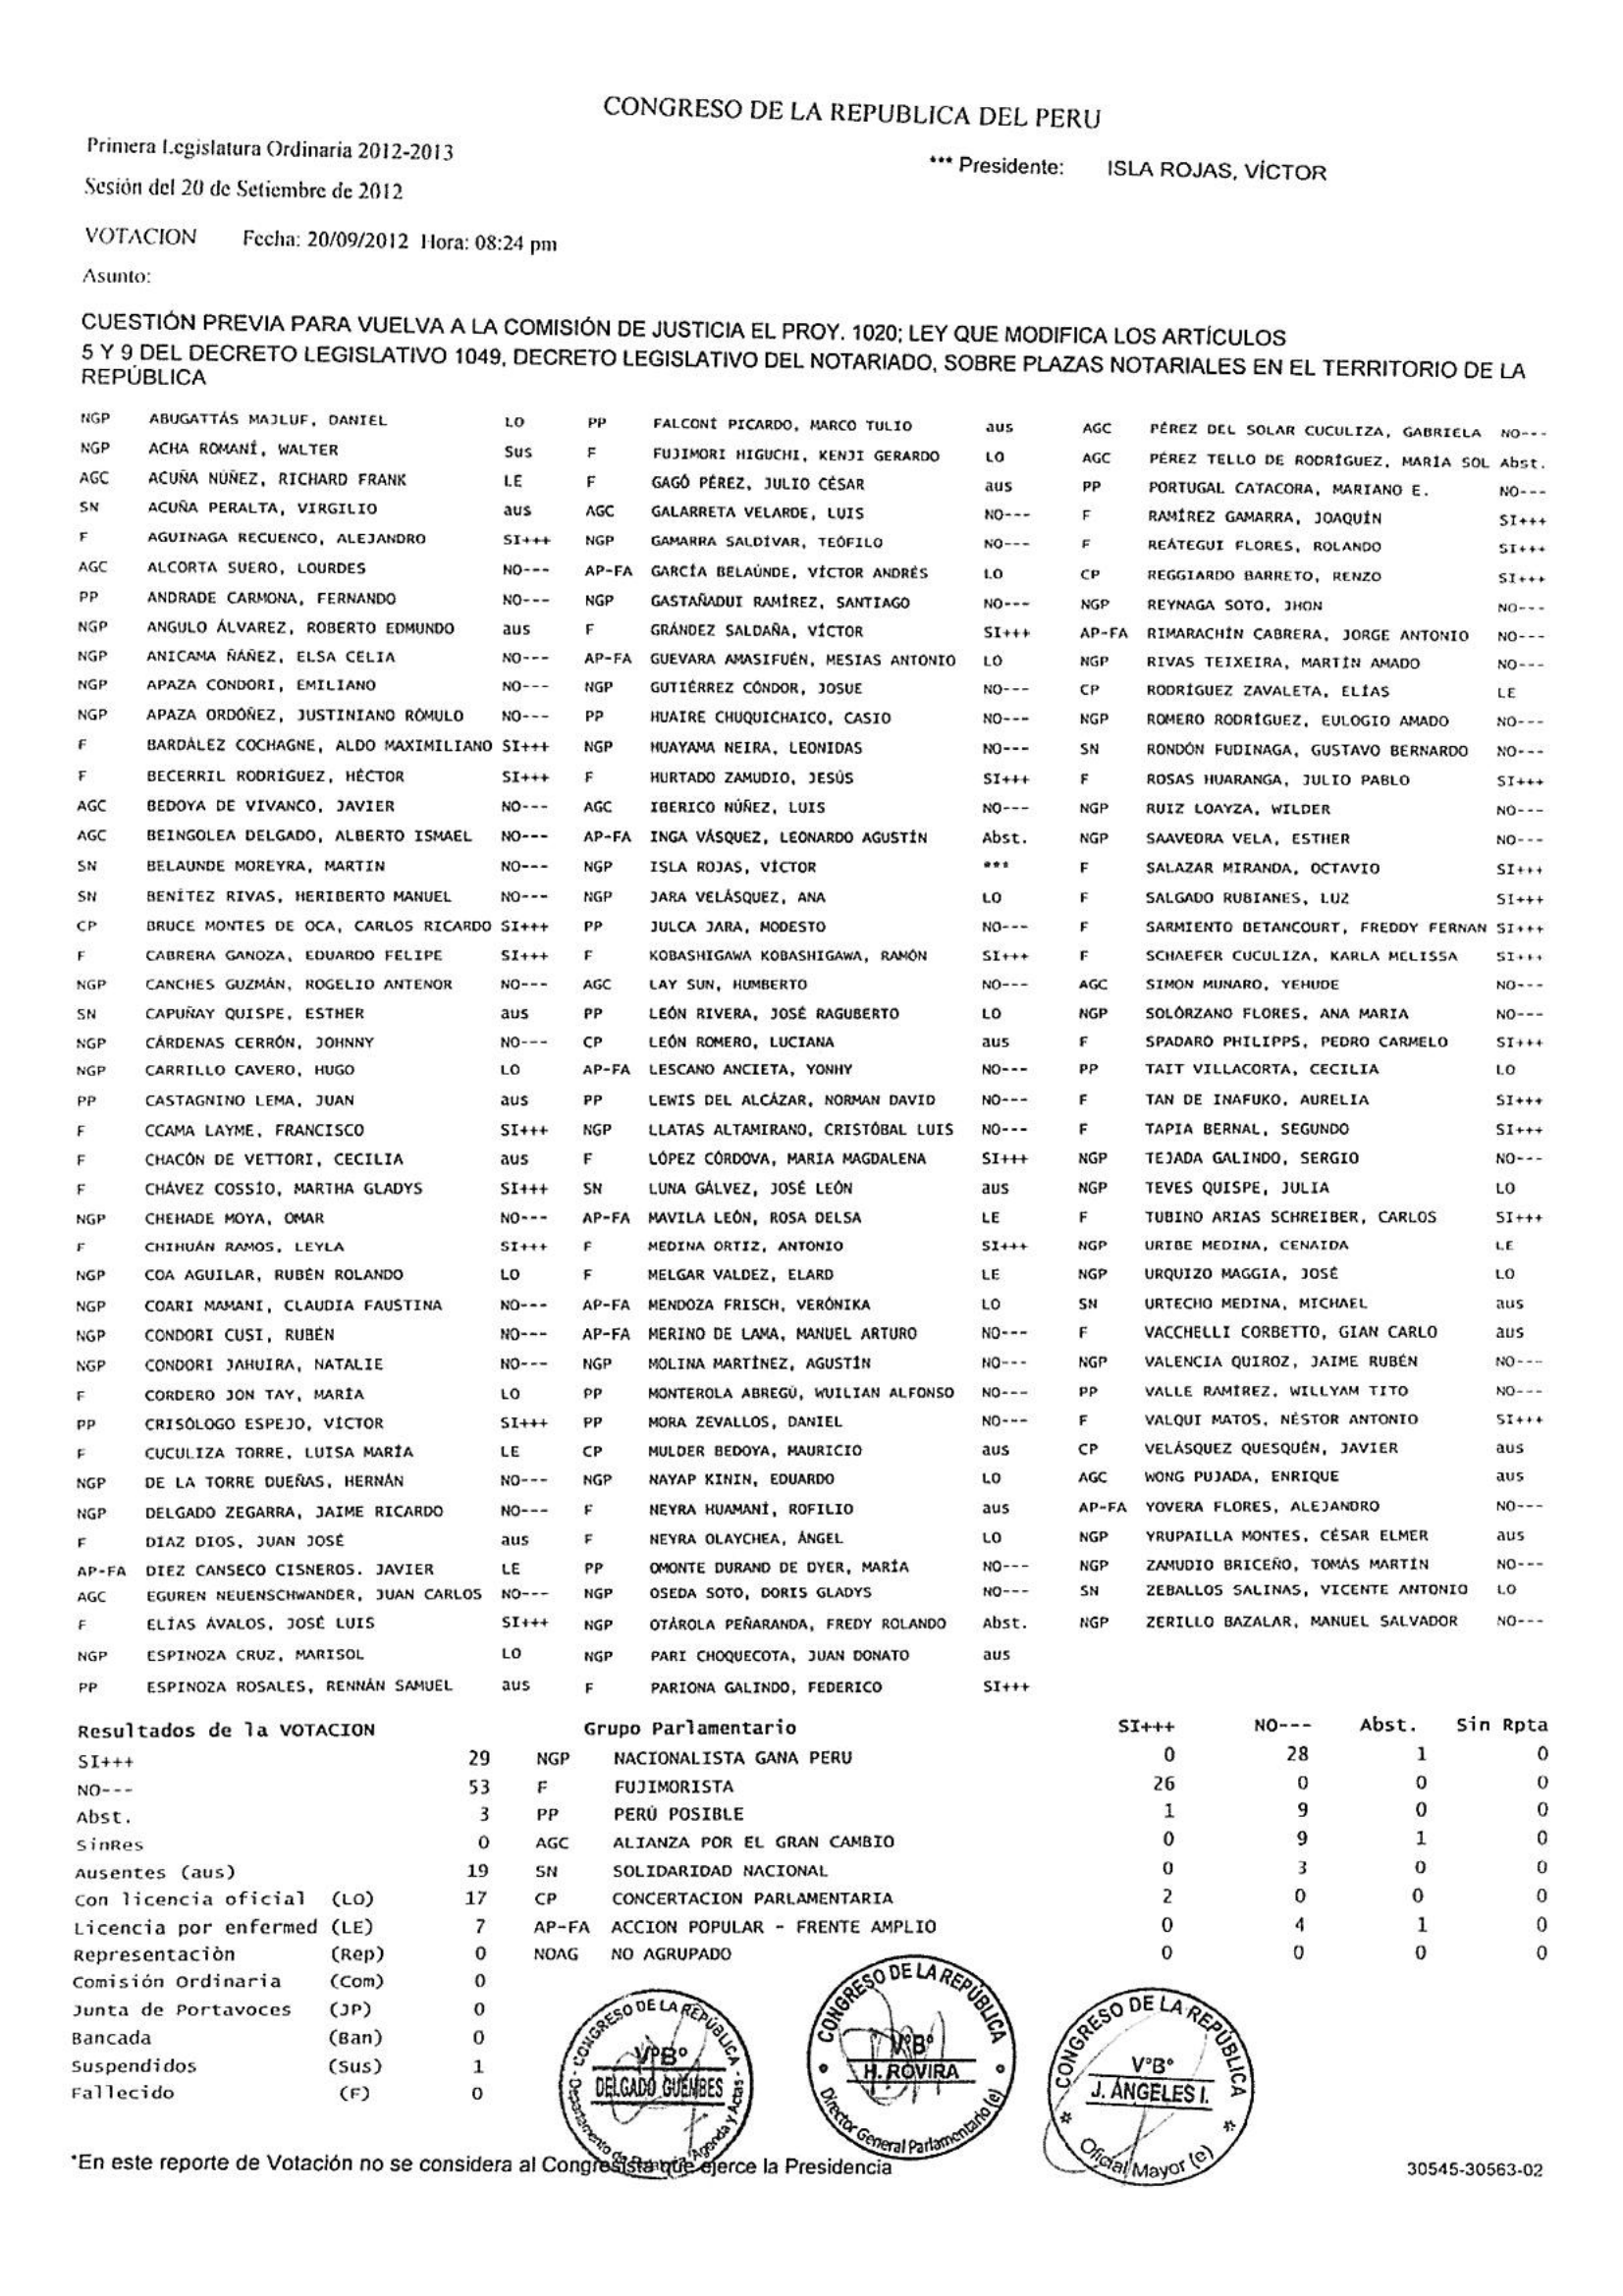 CONGRESO DE LA REPUBLICA DEL PERU
Primera Legislatura Ordinaria 2012-2013
*** Presidente: ISLA ROJAS, VÍCTOR
Sesión del 20 de Setiembre de 2012
VOTACION Fecha: 20/09/2012 Hora: 08:24 pm
Asunto:
CUESTIÓN PREVIA PARA VUELVA A LA COMISIÓN DE JUSTICIA EL PROY. 1020; LEY QUE MODIFICA LOS ARTÍCULOS
5 Y 9 DEL DECRETO LEGISLATIVO 1049, DECRETO LEGISLATIVO DEL NOTARIADO, SOBRE PLAZAS NOTARIALES EN EL TERRITORIO DE LA
REPÚBLICA
NGP ABUGATTÁS MAJLUF, DANIEL LO PP FALCONÍ PICARDO, MARCO TULIO aus AGC PÉREZ DEL SOLAR CUCULIZA, GABRIELA NO---
NGP ACHA ROMANÍ, WALTER Sus F FUJIMORI HIGUCHI, KENJI GERARDO LO AGC PÉREZ TELLO DE RODRÍGUEZ, MARÍA SOL Abst.
AGC ACUÑA NÚÑEZ, RICHARD FRANK LE F GAGÓ PÉREZ, JULIO CÉSAR aus PP PORTUGAL CATACORA, MARIANO E. NO---
SN ACUÑA PERALTA, VIRGILIO aus AGC GALARRETA VELARDE, LUIS NO--- F RAMÍREZ GAMARRA, JOAQUÍN SI+++
F AGUINAGA RECUENCO, ALEJANDRO SI+++ NGP GAMARRA SALDÍVAR, TEÓFILO NO--- F REÁTEGUI FLORES, ROLANDO SI+++
AGC ALCORTA SUERO, LOURDES NO--- AP-FA GARCÍA BELAÚNDE, VÍCTOR ANDRÉS LO CP REGGIARDO BARRETO, RENZO SI+++
PP ANDRADE CARMONA, FERNANDO NO--- NGP GASTAÑADUI RAMÍREZ, SANTIAGO NO--- NGP REYNAGA SOTO, JHON NO---
NGP ANGULO ÁLVAREZ, ROBERTO EDMUNDO aus F GRÁNDEZ SALDAÑA, VÍCTOR SI+++ AP-FA RIMARACHÍN CABRERA, JORGE ANTONIO NO---
NGP ANICAMA ÑÁÑEZ, ELSA CELIA NO--- AP-FA GUEVARA AMASIFUÉN, MESIAS ANTONIO LO NGP RIVAS TEIXEIRA, MARTÍN AMADO NO---
NGP APAZA CONDORI, EMILIANO NO--- NGP GUTIÉRREZ CÓNDOR, JOSUE NO--- CP RODRÍGUEZ ZAVALETA, ELÍAS LE
NGP APAZA ORDÓÑEZ, JUSTINIANO RÓMULO NO--- PP HUAIRE CHUQUICHAICO, CASIO NO--- NGP ROMERO RODRÍGUEZ, EULOGIO AMADO NO---
F BARDÁLEZ COCHAGNE, ALDO MAXIMILIANO SI+++ NGP HUAYAMA NEIRA, LEONIDAS NO--- SN RONDÓN FUDINAGA, GUSTAVO BERNARDO NO---
F BECERRIL RODRÍGUEZ, HÉCTOR SI+++ F HURTADO ZAMUDIO, JESÚS SI+++ F ROSAS HUARANGA, JULIO PABLO SI+++
AGC BEDOYA DE VIVANCO, JAVIER NO--- AGC IBERICO NÚÑEZ, LUIS NO--- NGP RUIZ LOAYZA, WILDER NO---
AGC BEINGOLEA DELGADO, ALBERTO ISMAEL NO--- AP-FA INGA VÁSQUEZ, LEONARDO AGUSTÍN Abst. NGP SAAVEDRA VELA, ESTHER NO---
SN BELAUNDE MOREYRA, MARTIN NO--- NGP ISLA ROJAS, VÍCTOR *** F SALAZAR MIRANDA, OCTAVIO SI+++
SN BENÍTEZ RIVAS, HERIBERTO MANUEL NO--- NGP JARA VELÁSQUEZ, ANA LO F SALGADO RUBIANES, LUZ SI+++
CP BRUCE MONTES DE OCA, CARLOS RICARDO SI+++ PP JULCA JARA, MODESTO NO--- F SARMIENTO BETANCOURT, FREDDY FERNAN SI+++
F CABRERA GANOZA, EDUARDO FELIPE SI+++ F KOBASHIGAWA KOBASHIGAWA, RAMÓN SI+++ F SCHAEFER CUCULIZA, KARLA MELISSA SI+++
NGP CANCHES GUZMÁN, ROGELIO ANTENOR NO--- AGC LAY SUN, HUMBERTO NO--- AGC SIMON MUNARO, YEHUDE NO---
SN CAPUÑAY QUISPE, ESTHER aus PP LEÓN RIVERA, JOSÉ RAGUBERTO LO NGP SOLÓRZANO FLORES, ANA MARIA NO---
NGP CÁRDENAS CERRÓN, JOHNNY NO--- CP LEÓN ROMERO, LUCIANA aus F SPADARO PHILIPPS, PEDRO CARMELO SI+++
NGP CARRILLO CAVERO, HUGO LO AP-FA LESCANO ANCIETA, YONHY NO--- PP TAIT VILLACORTA, CECILIA LO
PP CASTAGNINO LEMA, JUAN aus PP LEWIS DEL ALCÁZAR, NORMAN DAVID NO--- F TAN DE INAFUKO, AURELIA SI+++
F CCAMA LAYME, FRANCISCO SI+++ NGP LLATAS ALTAMIRANO, CRISTÓBAL LUIS NO--- F TAPIA BERNAL, SEGUNDO SI+++
F CHACÓN DE VETTORI, CECILIA aus F LÓPEZ CÓRDOVA, MARÍA MAGDALENA SI+++ NGP TEJADA GALINDO, SERGIO NO---
F CHÁVEZ COSSÍO, MARTHA GLADYS SI+++ SN LUNA GÁLVEZ, JOSÉ LEÓN aus NGP TEVES QUISPE, JULIA LO
NGP CHEHADE MOYA, OMAR NO--- AP-FA MAVILA LEÓN, ROSA DELSA LE F TUBINO ARIAS SCHREIBER, CARLOS SI+++
F CHIHUÁN RAMOS, LEYLA SI+++ F MEDINA ORTIZ, ANTONIO SI+++ NGP URIBE MEDINA, CENAIDA LE
NGP COA AGUILAR, RUBÉN ROLANDO LO F MELGAR VALDEZ, ELARD LE NGP URQUIZO MAGGIA, JOSÉ LO
NGP COARI MAMANI, CLAUDIA FAUSTINA NO--- AP-FA MENDOZA FRISCH, VERÓNIKA LO SN URTECHO MEDINA, MICHAEL aus
NGP CONDORI CUSI, RUBÉN NO--- AP-FA MERINO DE LAMA, MANUEL ARTURO NO--- F VACCHELLI CORBETTO, GIAN CARLO aus
NGP CONDORI JAHUIRA, NATALIE NO--- NGP MOLINA MARTÍNEZ, AGUSTÍN NO--- NGP VALENCIA QUIROZ, JAIME RUBÉN NO---
F CORDERO JON TAY, MARÍA LO PP MONTEROLA ABREGÚ, WUILIAN ALFONSO NO--- PP VALLE RAMÍREZ, WILLYAM TITO NO---
PP CRISÓLOGO ESPEJO, VÍCTOR SI+++ PP MORA ZEVALLOS, DANIEL NO--- F VALQUI MATOS, NÉSTOR ANTONIO SI+++
F CUCULIZA TORRE, LUISA MARÍA LE CP MULDER BEDOYA, MAURICIO aus CP VELÁSQUEZ QUESQUÉN, JAVIER aus
NGP DE LA TORRE DUEÑAS, HERNÁN NO--- NGP NAYAP KININ, EDUARDO LO AGC WONG PUJADA, ENRIQUE aus
NGP DELGADO ZEGARRA, JAIME RICARDO NO--- F NEYRA HUAMANÍ, ROFILIO aus AP-FA YOVERA FLORES, ALEJANDRO NO---
F DÍAZ DIOS, JUAN JOSÉ aus F NEYRA OLAYCHEA, ÁNGEL LO NGP YRUPAILLA MONTES, CÉSAR ELMER aus
AP-FA DIEZ CANSECO CISNEROS. JAVIER LE PP OMONTE DURAND DE DYER, MARÍA NO--- NGP ZAMUDIO BRICEÑO, TOMÁS MARTÍN NO---
AGC EGUREN NEUENSCHWANDER, JUAN CARLOS NO--- NGP OSEDA SOTO, DORIS GLADYS NO--- SN ZEBALLOS SALINAS, VICENTE ANTONIO LO
F ELÍAS ÁVALOS, JOSÉ LUIS SI+++ NGP OTÁROLA PEÑARANDA, FREDY ROLANDO Abst. NGP ZERILLO BAZALAR, MANUEL SALVADOR NO---
NGP ESPINOZA CRUZ, MARISOL LO NGP PARI CHOQUECOTA, JUAN DONATO aus
PP ESPINOZA ROSALES, RENNÁN SAMUEL aus F PARIONA GALINDO, FEDERICO SI+++
Resultados de la VOTACION Grupo Parlamentario SI+++ NO--- Abst. Sin Rpta
SI+++ 29 NGP NACIONALISTA GANA PERU 0 28 1 0
NO--- 53 F FUJIMORISTA 26 0 0 0
Abst. 3 PP PERÚ POSIBLE 1 9 0 0
SinRes 0 AGC ALIANZA POR EL GRAN CAMBIO 0 9 1 0
Ausentes (aus) 19 SN SOLIDARIDAD NACIONAL 0 3 0 0
Con licencia oficial (LO) 17 CP CONCERTACION PARLAMENTARIA 2 0 0 0
Licencia por enfermed (LE) 7 AP-FA ACCION POPULAR - FRENTE AMPLIO 0 4 1 0
Representación (Rep) 0 NOAG NO AGRUPADO 0 0 0 0
Comisión Ordinaria (Com) 0
Junta de Portavoces (JP) 0
Bancada (Ban) 0
Suspendidos (Sus) 1
Fallecido (F) 0
CONGRESO DE LA REPÚBLICA
V°B°
DELGADO GUEMBES
Departamento de Agenda y Actas
CONGRESO DE LA REPÚBLICA
V°B°
H. ROVIRA
Director General Parlamentario (e)
CONGRESO DE LA REPÚBLICA
V°B°
J. ANGELES I.
Oficial Mayor (e)
*En este reporte de Votación no se considera al Congresista que ejerce la Presidencia
30545-30563-02